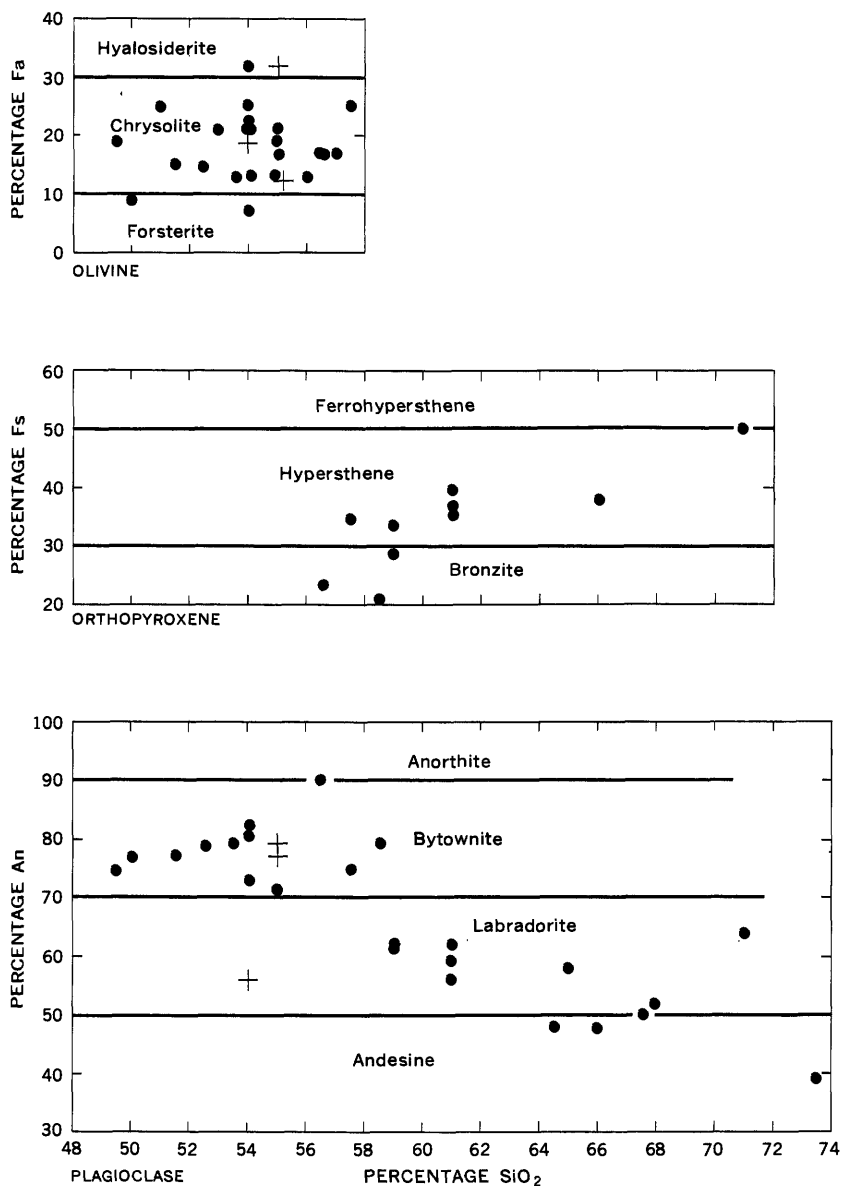 40
Hyalosiderite
30
Chrysolite
20
10
Forsterite
0
PERCENTAGE Fa
OLIVINE
60
Ferrohypersthene
50
Hypersthene
40
30
Bronzite
20
PERCENTAGE Fs
ORTHOPYROXENE
100
Anorthite
90
80
Bytownite
70
Labradorite
60
50
Andesine
40
30
PERCENTAGE An
48 50 52 54 56 58 60 62 64 66 68 70 72 74
PLAGIOCLASE PERCENTAGE SiO₂